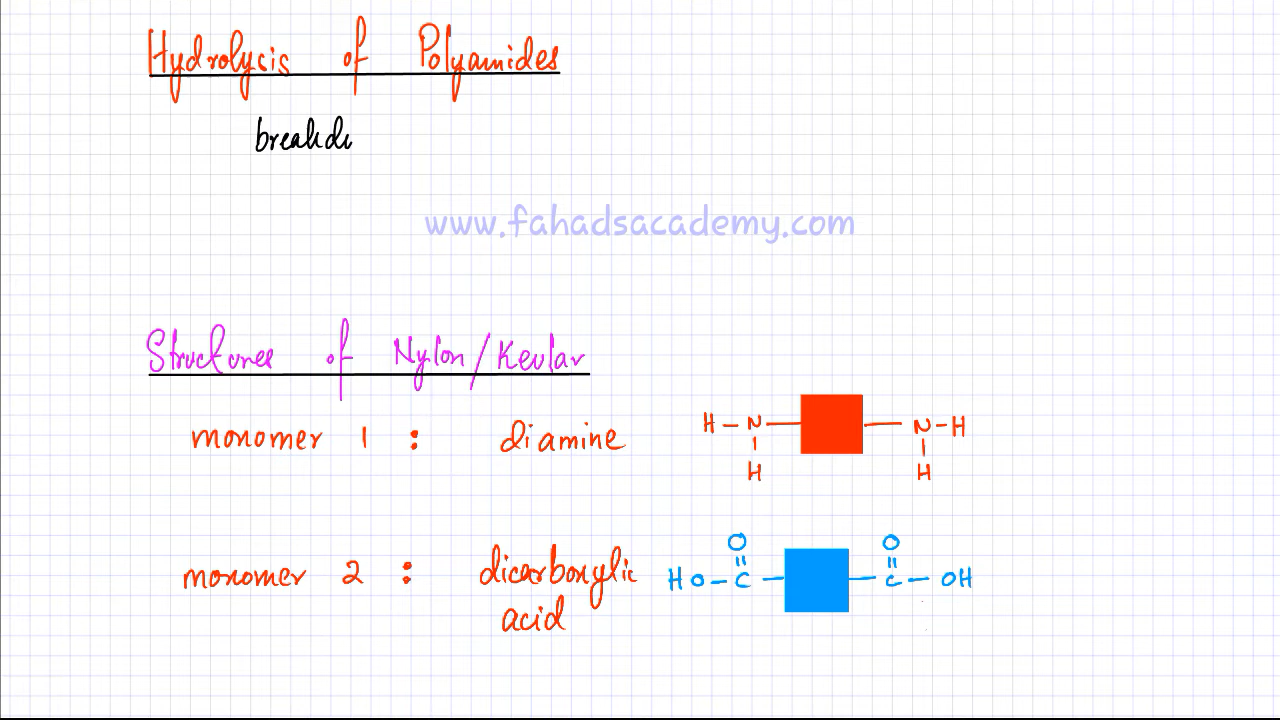 Hydrolysis of Polyamides
breakdo
www.fahadsacademy.com
Structures of Nylon/Kevlar
monomer 1 : diamine
H - N - N - H
H H
O O
monomer 2 : dicarboxylic HO - C - C - OH
acid